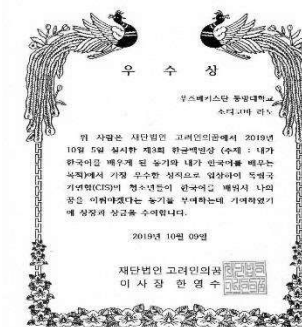 우 수 상
우즈베키스탄 동방대학교
소디코바 라노
위 사람은 재단법인 고려인의꿈에서 2019년
10월 5일 실시한 제3회 한글백일장 (주제 : 내가
한국어를 배우게 된 동기와 내가 한국어를 배우는
목적)에서 가장 우수한 성적으로 입상하여 독립국
가연합(CIS)의 청소년들이 한국어를 배워서 나의
꿈을 이뤄야겠다는 동기를 부여하는데 기여하였기
에 상장과 상금을 수여합니다.
2019년 10월 09일
재단법인 고려인의꿈
이 사 장 한 영 수